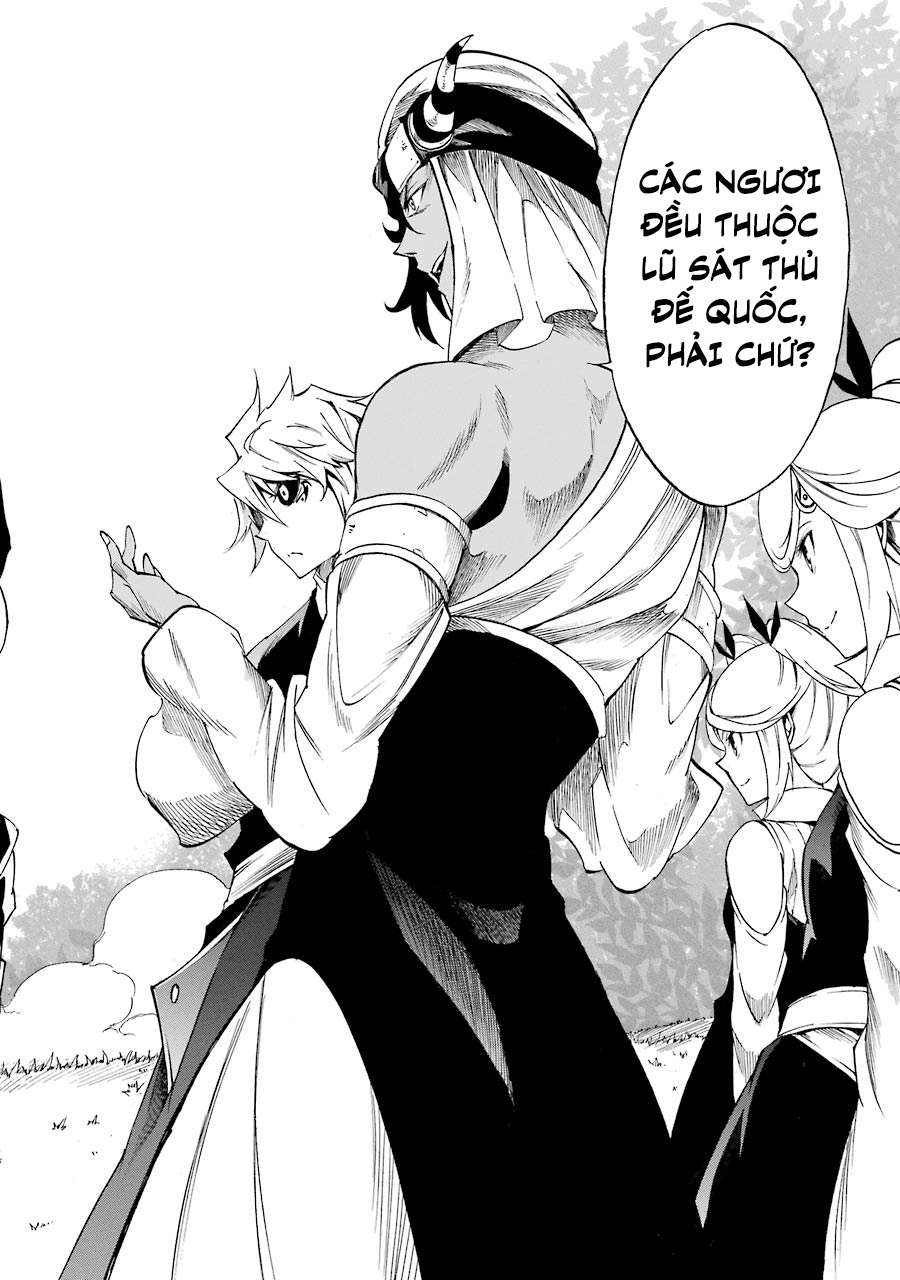 CÁC NGƯƠI
ĐỀU THUỘC
LŨ SÁT THỦ
ĐẾ QUỐC,
PHẢI CHỨ?